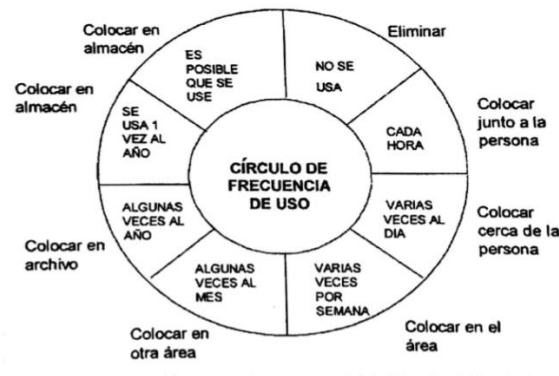 Colocar en
almacén
ES
POSIBLE
QUE SE
USE
NO SE
USA
Eliminar
Colocar en
almacén
SE
USA 1
VEZ AL
AÑO
CADA
HORA
Colocar
junto a la
persona
CÍRCULO DE
FRECUENCIA
DE USO
ALGUNAS
VECES AL
AÑO
VARIAS
VECES AL
DIA
Colocar
cerca de la
persona
Colocar en
archivo
ALGUNAS
VECES AL
MES
VARIAS
VECES
POR
SEMANA
Colocar en
otra área
Colocar en el
área